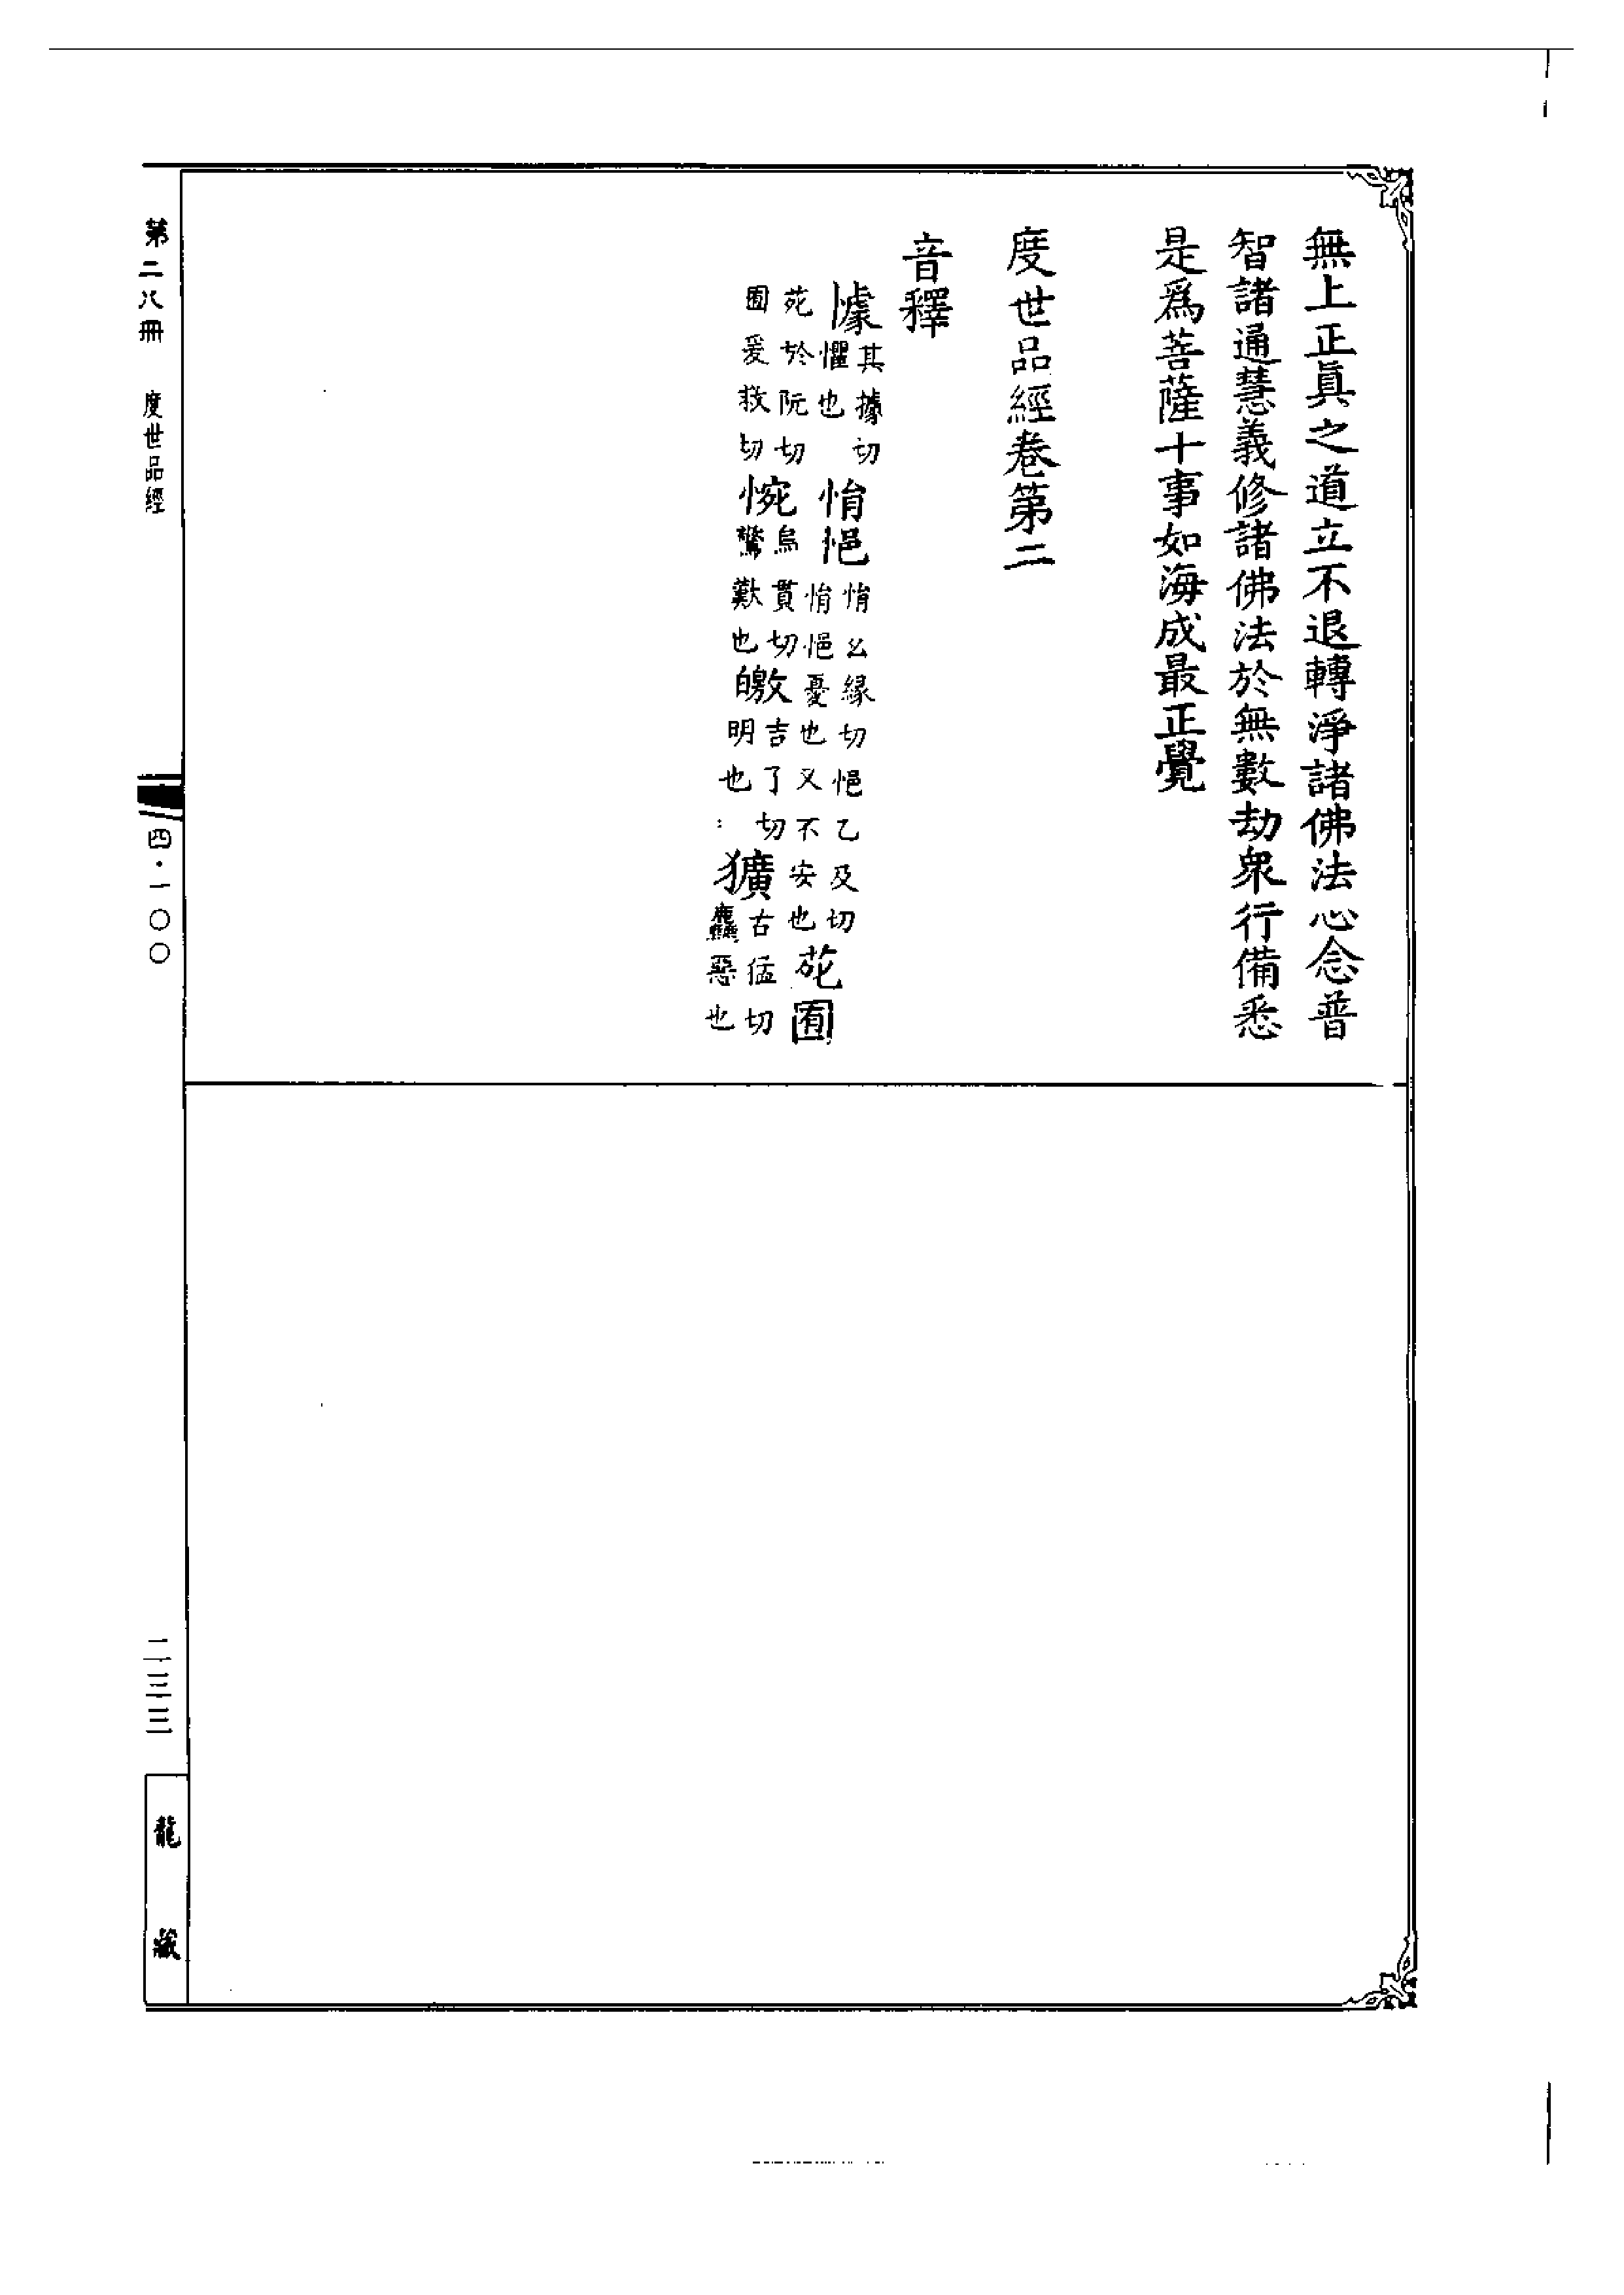 無上正眞之道立不退轉淨諸佛法心念普
智諸通慧義修諸佛法於無數劫衆行備悉
是爲菩薩十事如海成最正覺
度世品經卷第二
音釋
懅其據切懼也 悁悒悁幺緣切悒乙及切悁悒憂也又不安也 苑囿
苑於阮切囿爰救切 惋烏貫切驚歎也 皦吉了切明也 獷古猛切麤惡也
第二八冊 度世品經
四·一〇〇
二三三
龍藏